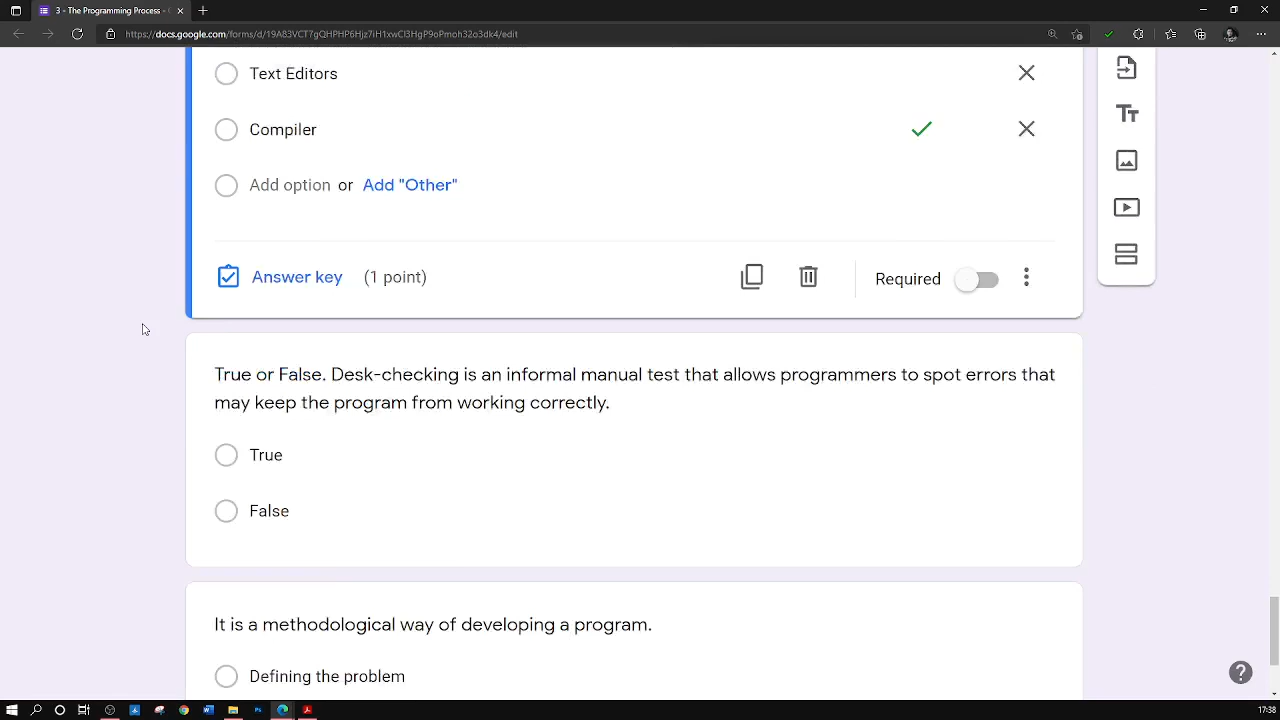 3 - The Programming Process -
https://docs.google.com/forms/d/19A83VCT7gQHPHP6Hjz7iH1xwCl3HgP9oPmoh32o3dk4/edit
Text Editors
Compiler
Add option or Add "Other"
Answer key (1 point)
Required
True or False. Desk-checking is an informal manual test that allows programmers to spot errors that
may keep the program from working correctly.
True
False
It is a methodological way of developing a program.
Defining the problem
17:38